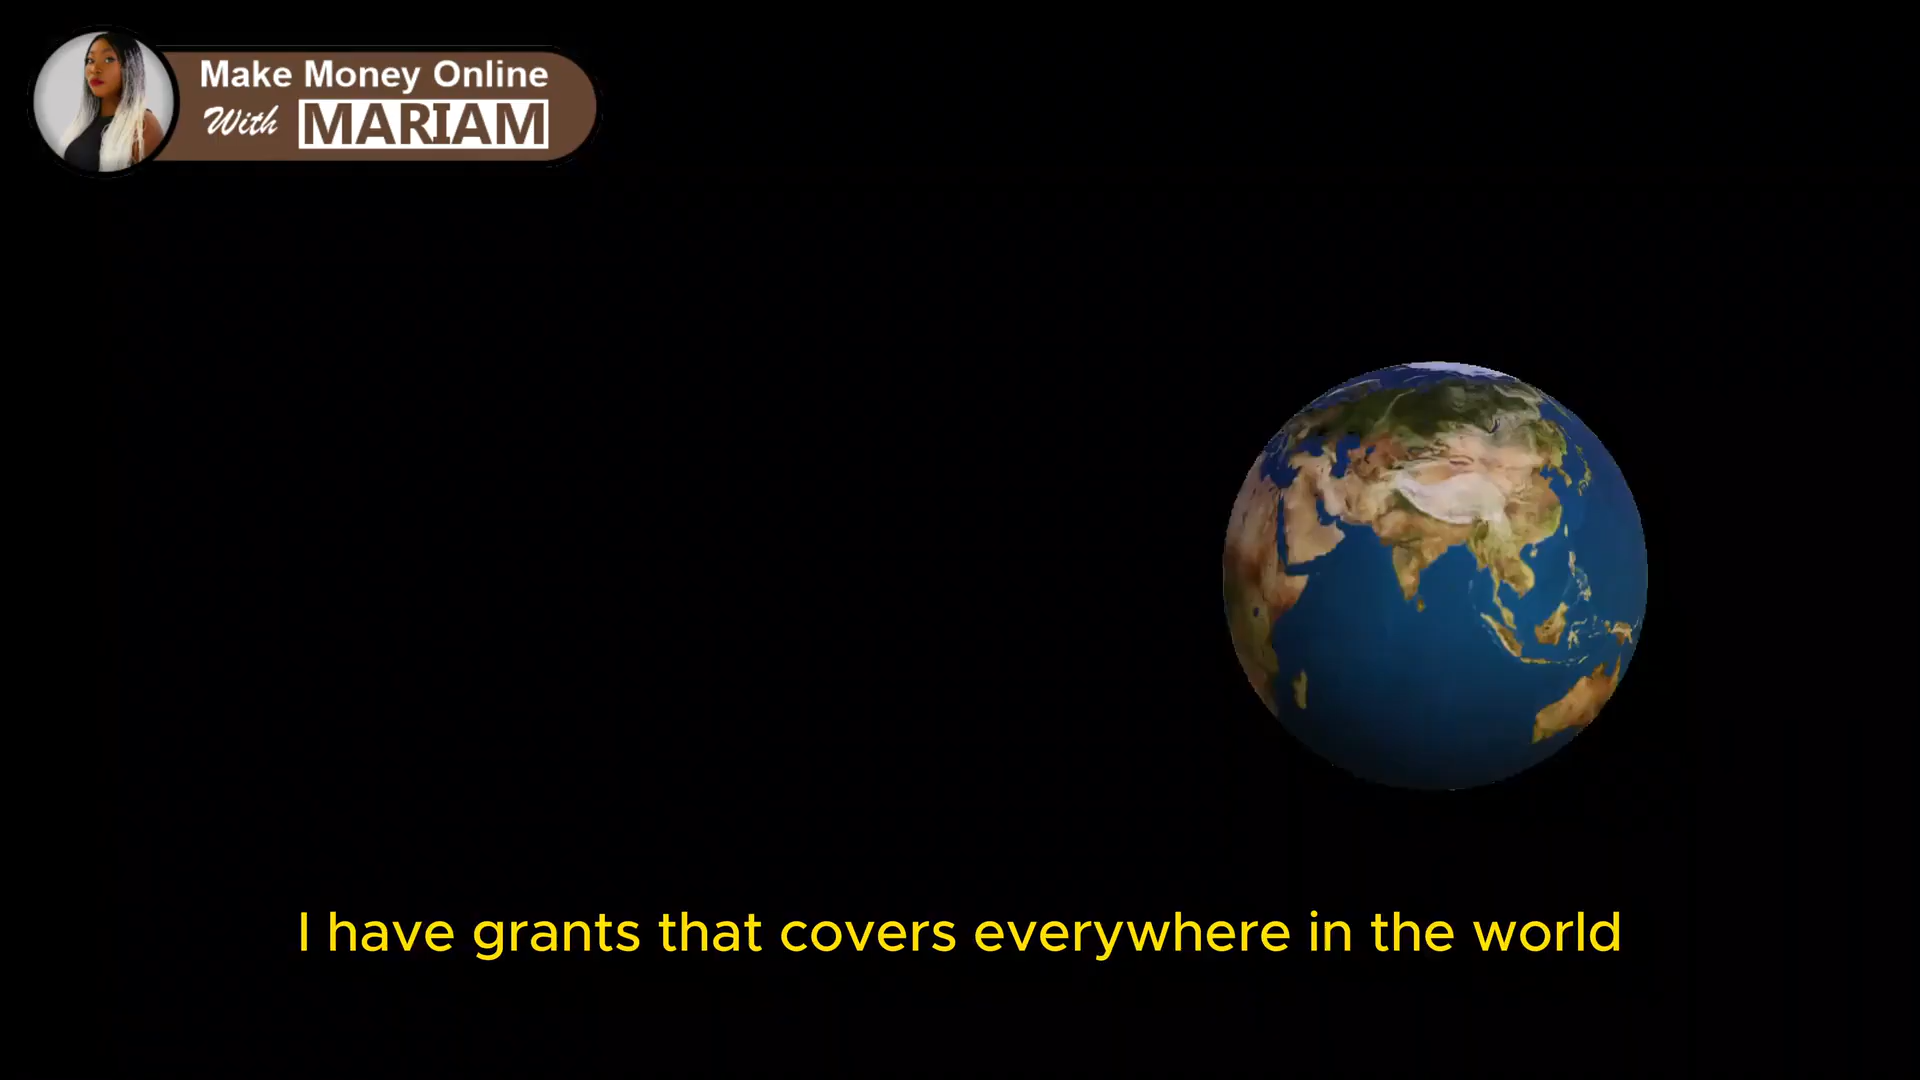 Make Money Online
With MARIAM
I have grants that covers everywhere in the world